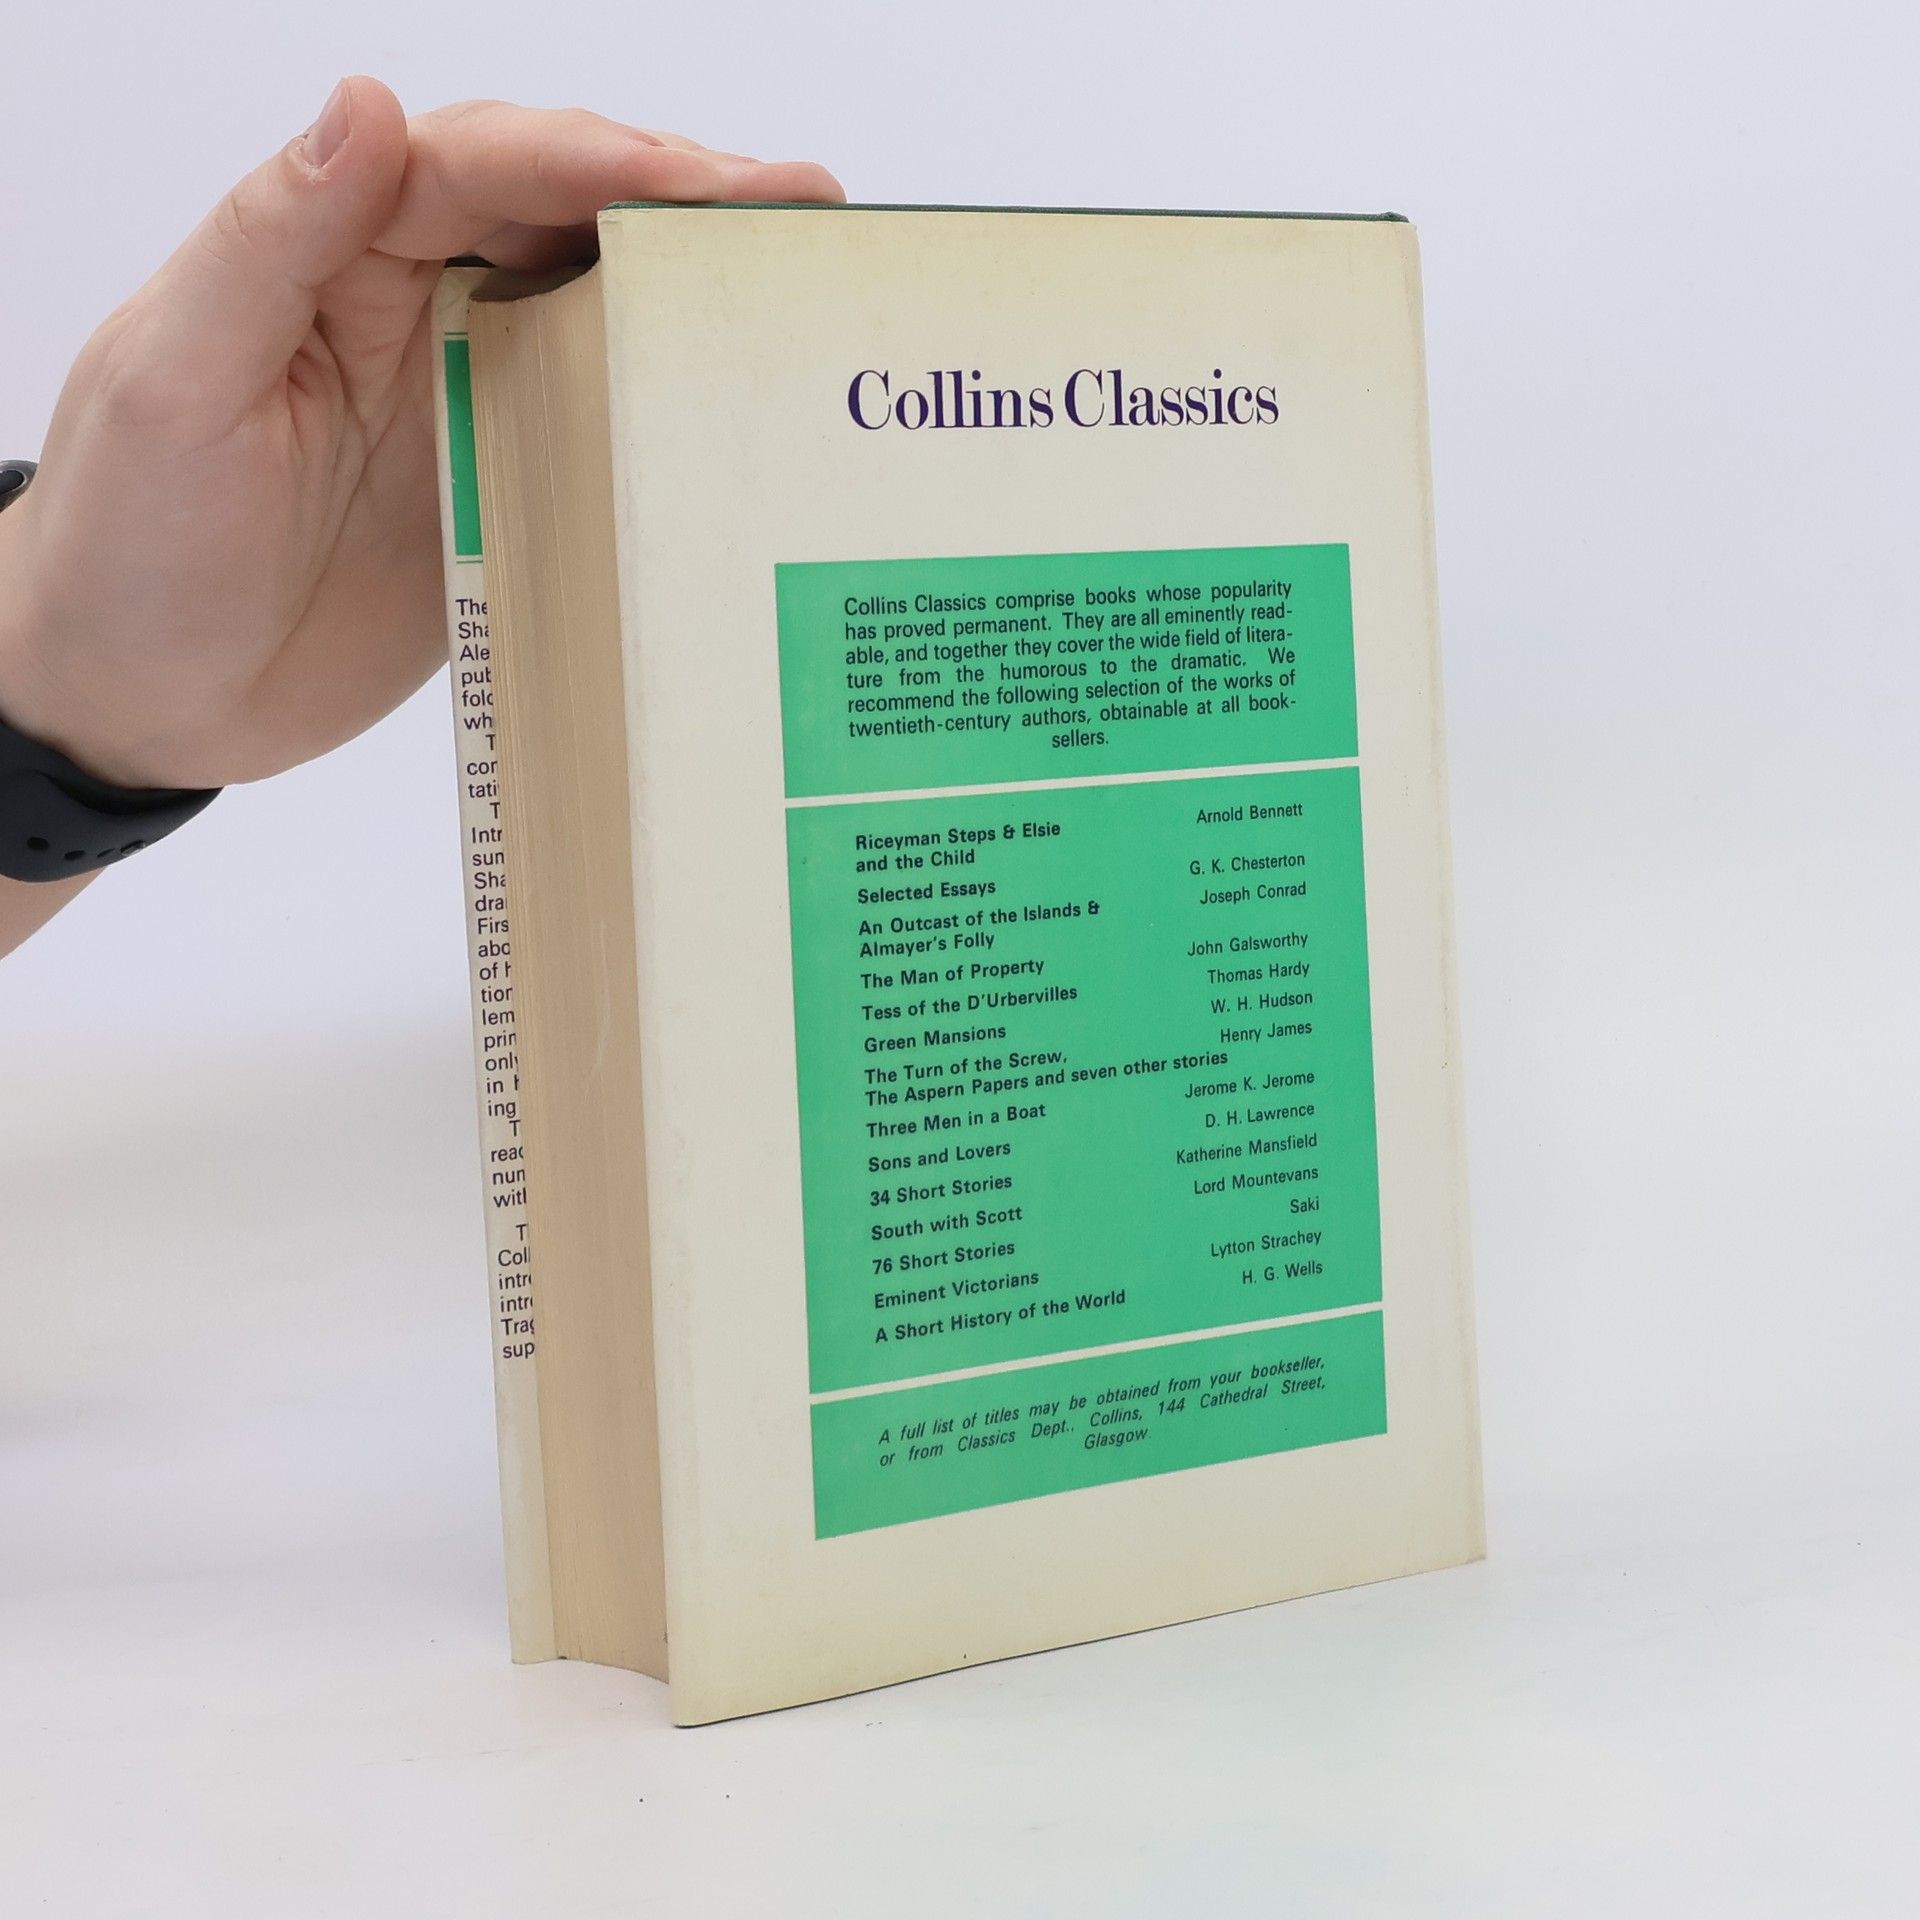 Collins Classics
Collins Classics comprise books whose popularity
has proved permanent. They are all eminently read-
able, and together they cover the wide field of litera-
ture from the humorous to the dramatic. We
recommend the following selection of the works of
twentieth-century authors, obtainable at all book-
sellers.
Riceyman Steps & Elsie Arnold Bennett
and the Child
Selected Essays G. K. Chesterton
An Outcast of the Islands & Joseph Conrad
Almayer's Folly
The Man of Property John Galsworthy
Tess of the D'Urbervilles Thomas Hardy
Green Mansions W. H. Hudson
The Turn of the Screw, Henry James
The Aspern Papers and seven other stories
Three Men in a Boat Jerome K. Jerome
Sons and Lovers D. H. Lawrence
34 Short Stories Katherine Mansfield
South with Scott Lord Mountevans
76 Short Stories Saki
Eminent Victorians Lytton Strachey
A Short History of the World H. G. Wells
A full list of titles may be obtained from your bookseller,
or from Classics Dept., Collins, 144 Cathedral Street,
Glasgow.